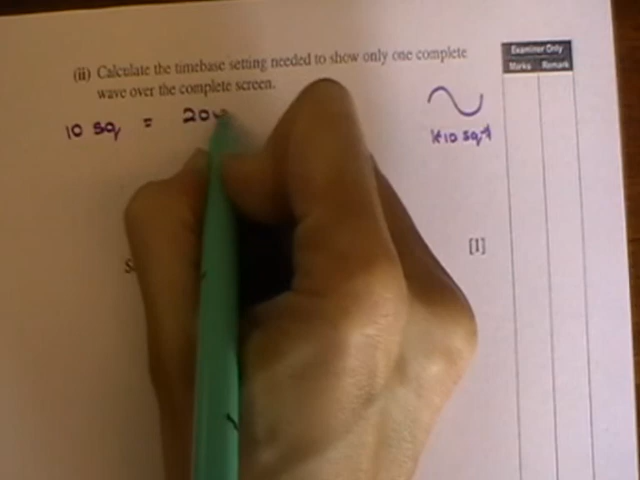 (ii) Calculate the timebase setting needed to show only one complete
wave over the complete screen.
10 sq = 20
10 sq
[1]
Examiner Only
Marks Remark